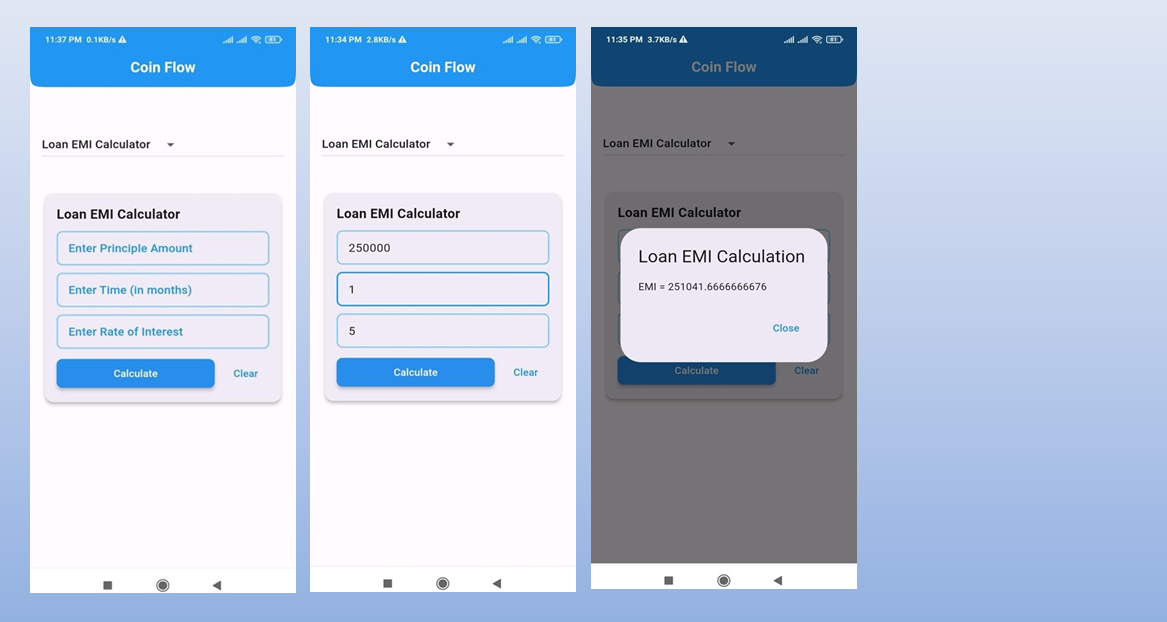 11:37 PM 0.1KB/s
81
Coin Flow
Loan EMI Calculator
Loan EMI Calculator
Enter Principle Amount
Enter Time (in months)
Enter Rate of Interest
Calculate Clear
11:34 PM 2.8KB/s
81
Coin Flow
Loan EMI Calculator
Loan EMI Calculator
250000
1
5
Calculate Clear
11:35 PM 3.7KB/s
81
Coin Flow
Loan EMI Calculator
Loan EMI Calculator
Loan EMI Calculation
EMI = 251041.6666666676
Close
Calculate Clear